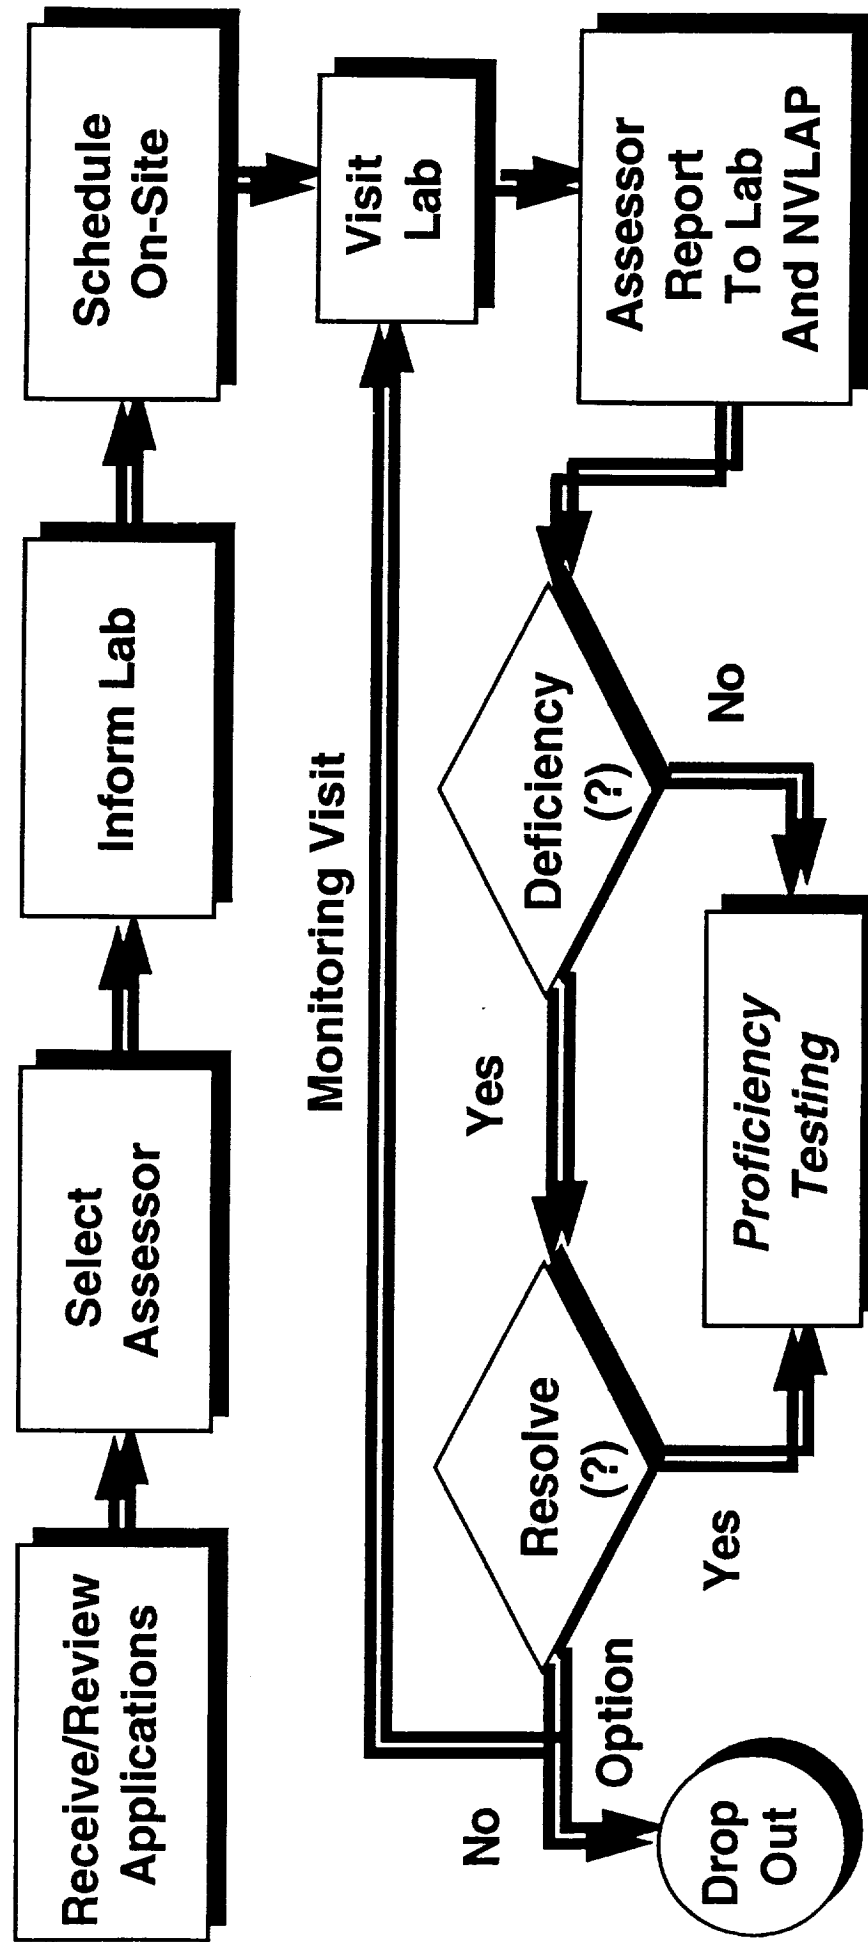 Receive/Review
Applications
Select
Assessor
Inform Lab
Schedule
On-Site
Monitoring Visit
Visit
Lab
Assessor
Report
To Lab
And NVLAP
Deficiency
(?)
No
Yes
Resolve
(?)
Yes
No
Option
Drop
Out
Proficiency
Testing